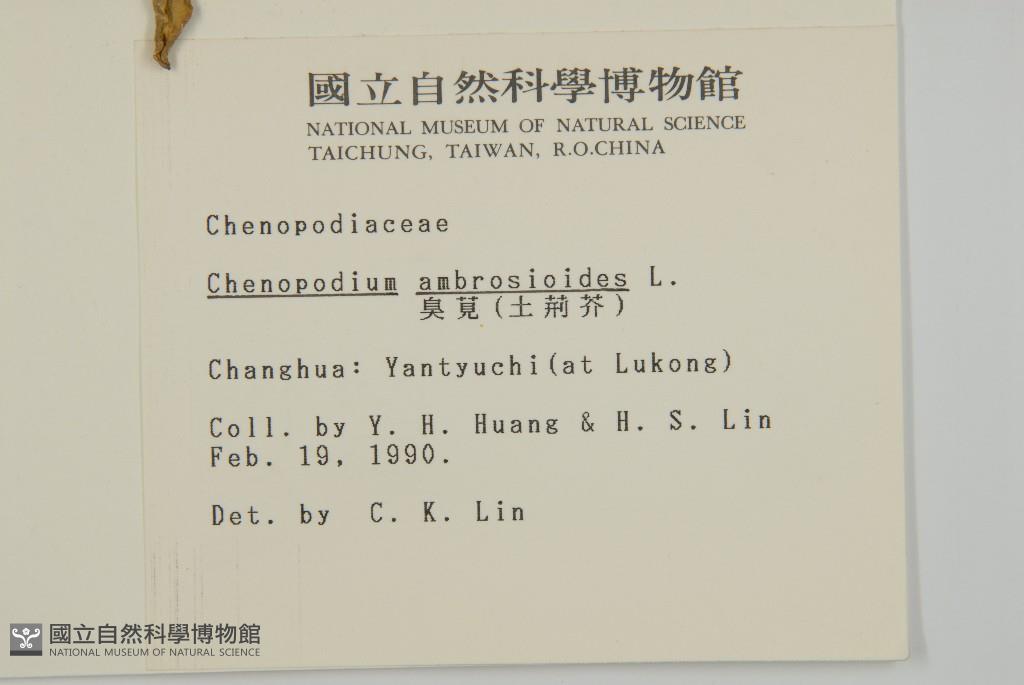 國立自然科學博物館
NATIONAL MUSEUM OF NATURAL SCIENCE
TAICHUNG, TAIWAN, R.O.CHINA
Chenopodiaceae
Chenopodium ambrosioides L.
臭莧(土荊芥)
Changhua: Yantyuchi(at Lukong)
Coll. by Y. H. Huang & H. S. Lin
Feb. 19, 1990.
Det. by C. K. Lin
國立自然科學博物館
NATIONAL MUSEUM OF NATURAL SCIENCE